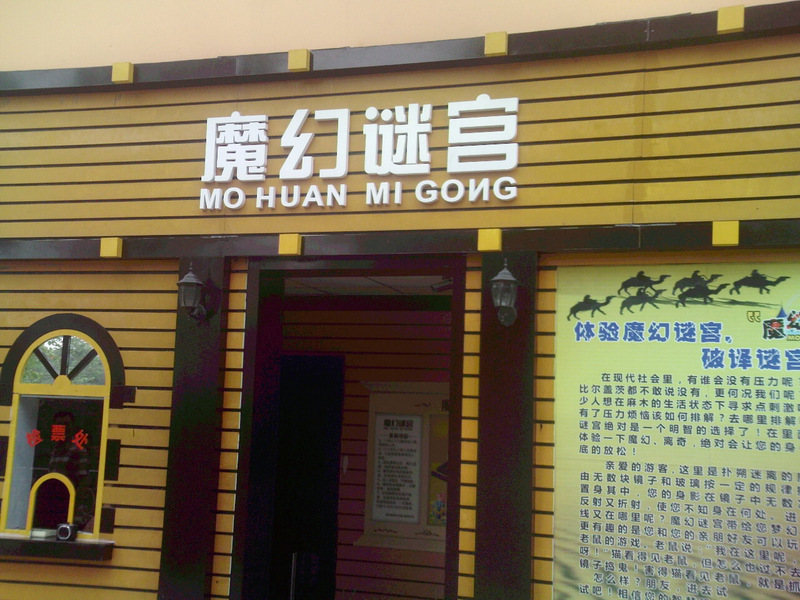 魔幻谜宫
MO HUAN MI GOИG
售票处
魔幻迷宫
体验魔幻谜宫，
破译谜宫
在现代社会里，有谁会没有压力呢
比尔盖茨都不敢说没有，更何况我们呢
少人想在麻木的生活状态下寻求点刺激
有了压力烦恼该如何排解？去哪里排解
谜宫绝对是一个明智的选择了！在里
体验一下魔幻、离奇，绝对会让您的身
底的放松！
亲爱的游客，这里是扑朔迷离的
由无数块镜子和玻璃按一定的规律
置身其中，您的身影在镜子中无数
反射又折射，使您不知身在何处。进
线又在哪里呢？魔幻谜宫带给您梦幻
更有趣的是您和您的亲朋好友可以玩
老鼠的游戏，老鼠说：“我在这里呢，
呀！”猫看得见老鼠，但怎么也过不去
镜子捣鬼！害得猫看见老鼠，就是抓
怎么样？朋友，进去试
试吧！相信您的智